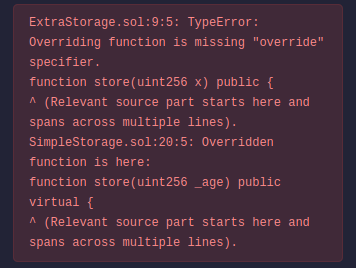 ExtraStorage.sol:9:5: TypeError:
Overriding function is missing "override"
specifier.
function store(uint256 x) public {
^ (Relevant source part starts here and
spans across multiple lines).
SimpleStorage.sol:20:5: Overridden
function is here:
function store(uint256 _age) public
virtual {
^ (Relevant source part starts here and
spans across multiple lines).